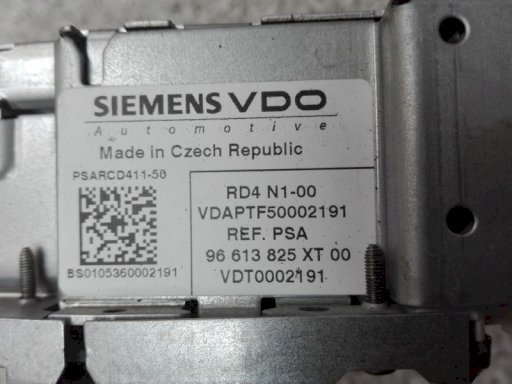 SIEMENS VDO
Automotive
Made in Czech Republic
PSARCD411-50
BS0105360002191
RD4 N1-00
VDAPTF50002191
REF. PSA
96 613 825 XT 00
VDT0002191